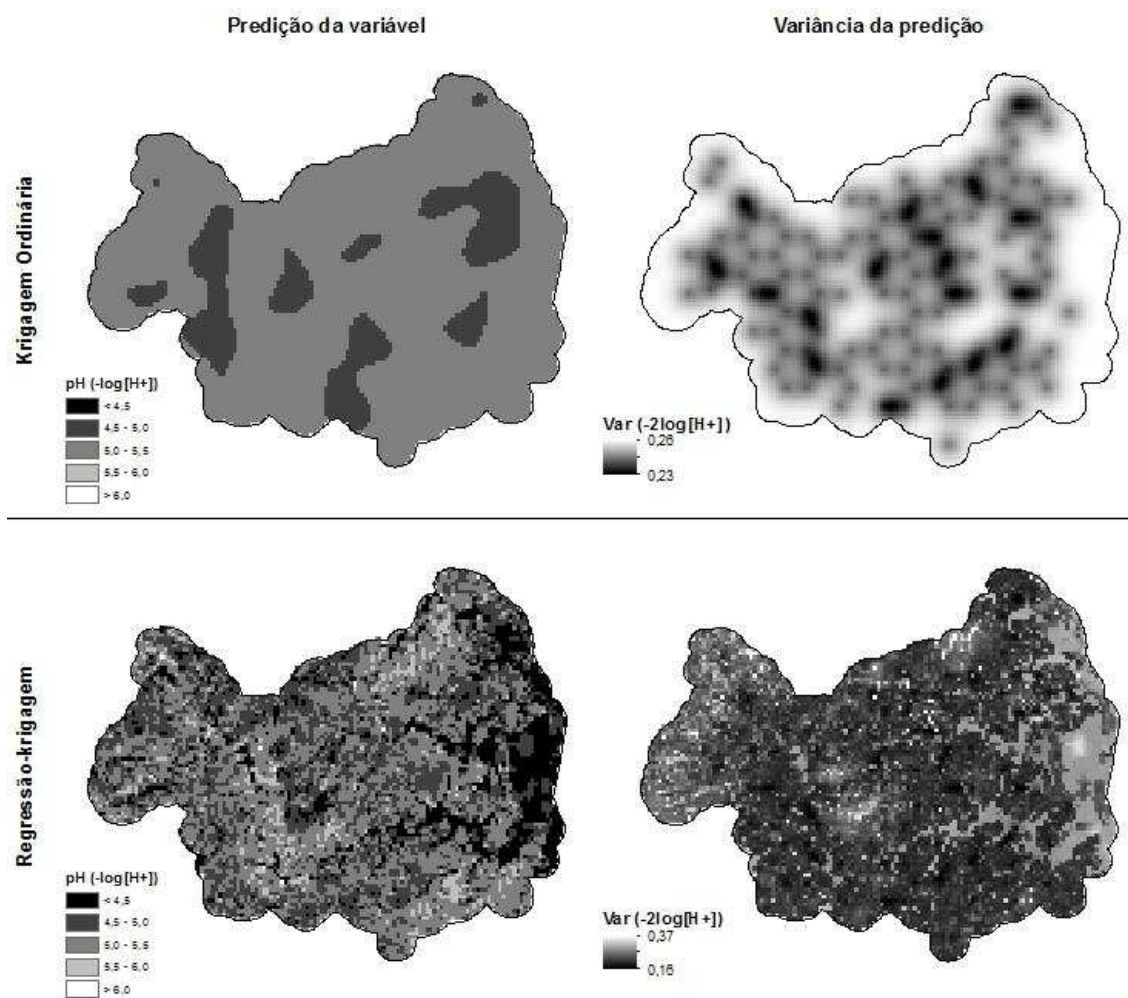 Predição da variável
Variância da predição
Krigagem Ordinária
pH (-log[H+])
< 4,5
4,5 - 5,0
5,0 - 5,5
5,5 - 6,0
> 6,0
Var (-2log[H+])
0,26
0,23
Regressão-krigagem
pH (-log[H+])
< 4,5
4,5 - 5,0
5,0 - 5,5
5,5 - 6,0
> 6,0
Var (-2log[H+])
0,37
0,16